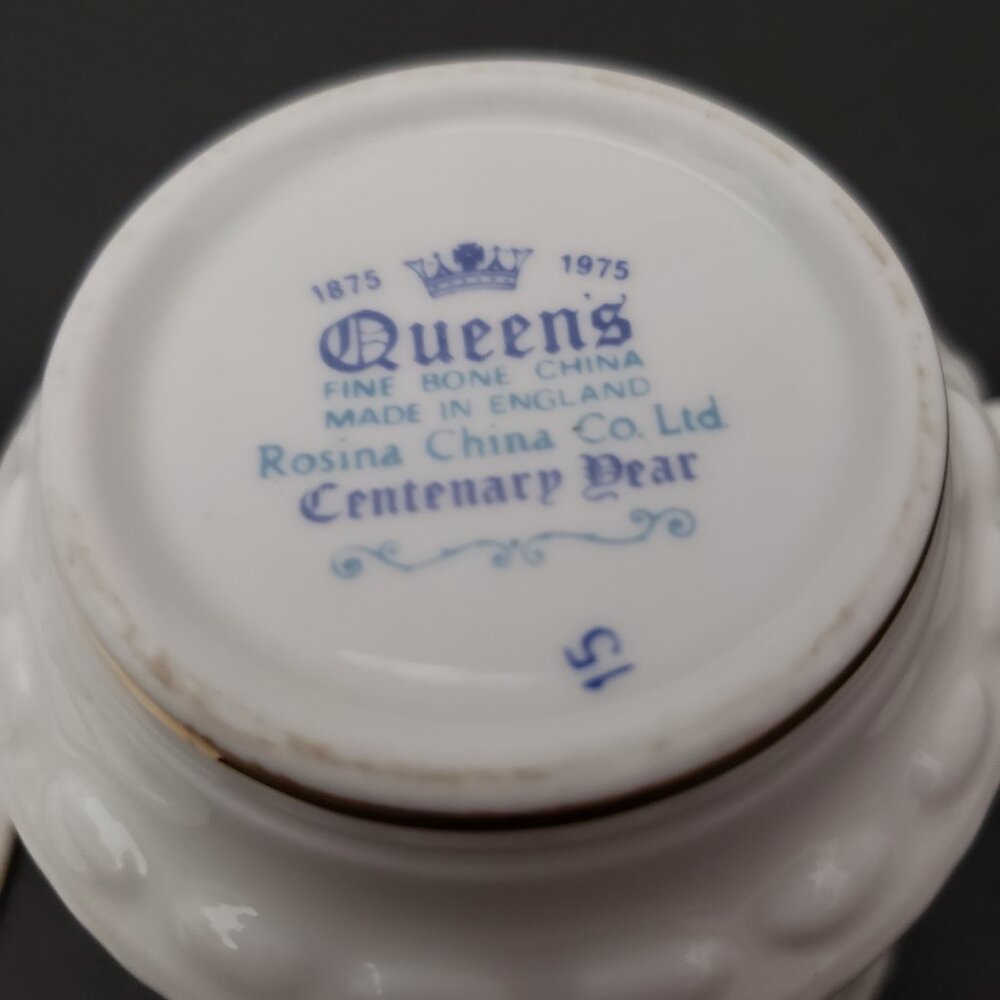 1875 1975
Queen's
FINE BONE CHINA
MADE IN ENGLAND
Rosina China Co. Ltd
Centenary Year
15